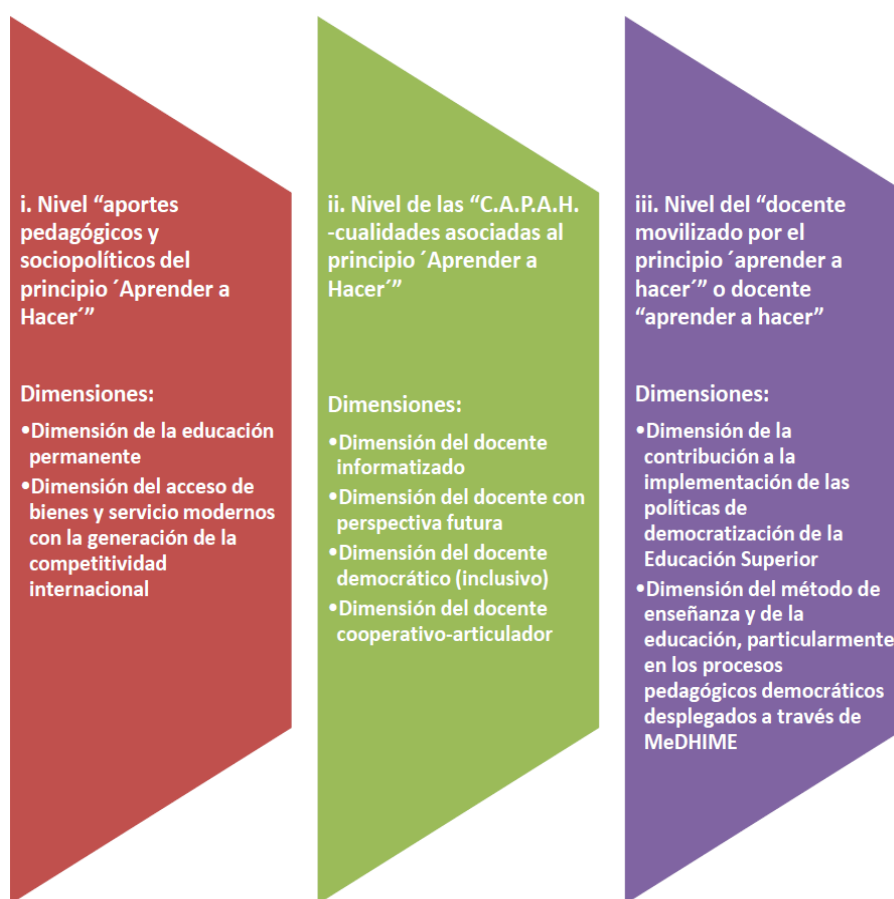 i. Nivel “aportes
pedagógicos y
sociopolíticos del
principio ´Aprender a
Hacer´”
Dimensiones:
•Dimensión de la educación
permanente
•Dimensión del acceso de
bienes y servicio modernos
con la generación de la
competitividad
internacional
ii. Nivel de las “C.A.P.A.H.
-cualidades asociadas al
principio ´Aprender a
Hacer´”
Dimensiones:
•Dimensión del docente
informatizado
•Dimensión del docente con
perspectiva futura
•Dimensión del docente
democrático (inclusivo)
•Dimensión del docente
cooperativo-articulador
iii. Nivel del “docente
movilizado por el
principio ´aprender a
hacer´” o docente
“aprender a hacer”
Dimensiones:
•Dimensión de la
contribución a la
implementación de las
políticas de
democratización de la
Educación Superior
•Dimensión del método de
enseñanza y de la
educación, particularmente
en los procesos
pedagógicos democráticos
desplegados a través de
MeDHIME